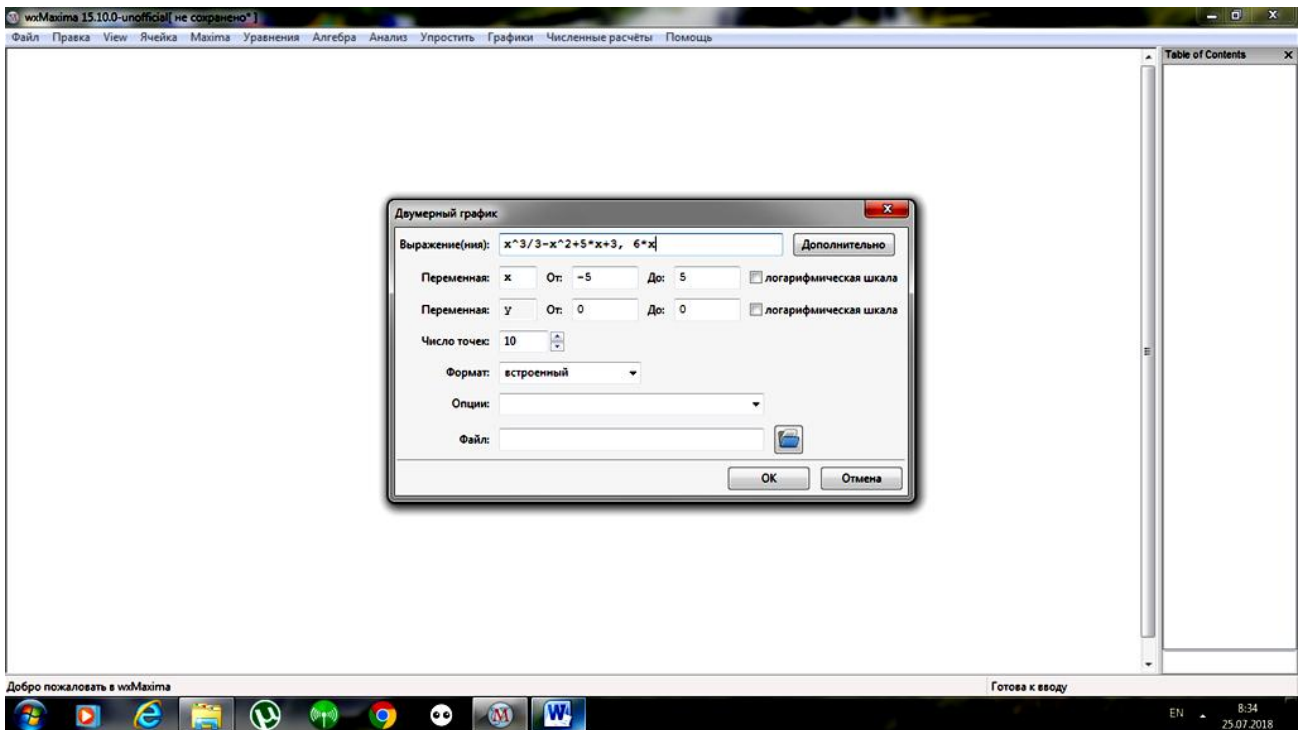 wxMaxima 15.10.0-unofficial[ не сохранено* ]
Файл Правка View Ячейка Maxima Уравнения Алгебра Анализ Упростить Графики Численные расчёты Помощь
Table of Contents
Двумерный график
Выражение(ния): x^3/3-x^2+5*x+3, 6*x Дополнительно
Переменная: x От: -5 До: 5 логарифмическая шкала
Переменная: y От: 0 До: 0 логарифмическая шкала
Число точек: 10
Формат: встроенный
Опции:
Файл:
OK Отмена
Добро пожаловать в wxMaxima Готова к вводу
EN 8:34
25.07.2018